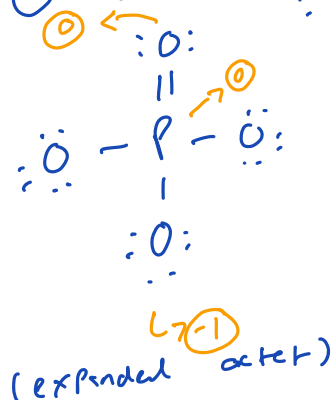 0
:O:
||
0
:O: - P - O:
|
:O:
↳ -1
(expanded octet)